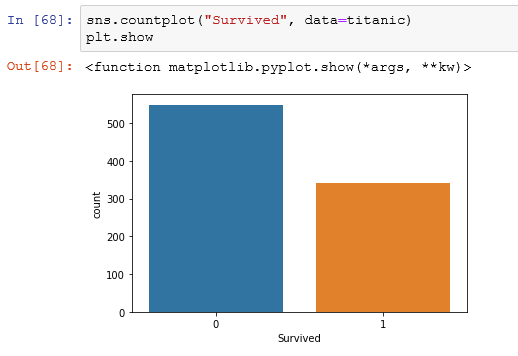 In [68]: sns.countplot("Survived", data=titanic)
plt.show
Out[68]: <function matplotlib.pyplot.show(*args, **kw)>
500
400
300
200
100
0
count
0 1
Survived